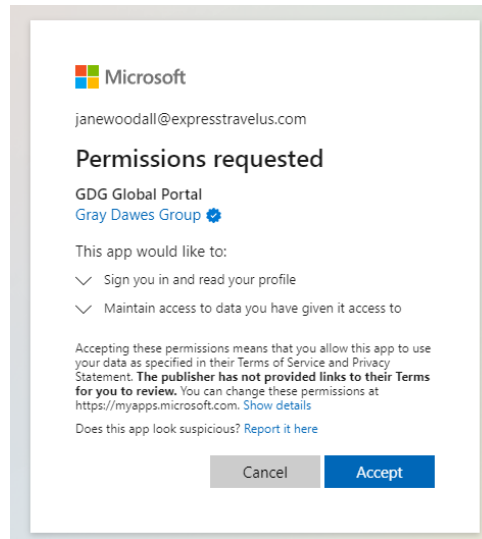 Microsoft
janewoodall@expresstravelus.com
Permissions requested
GDG Global Portal
Gray Dawes Group
This app would like to:
Sign you in and read your profile
Maintain access to data you have given it access to
Accepting these permissions means that you allow this app to use
your data as specified in their Terms of Service and Privacy
Statement. The publisher has not provided links to their Terms
for you to review. You can change these permissions at
https://myapps.microsoft.com. Show details
Does this app look suspicious? Report it here
Cancel Accept